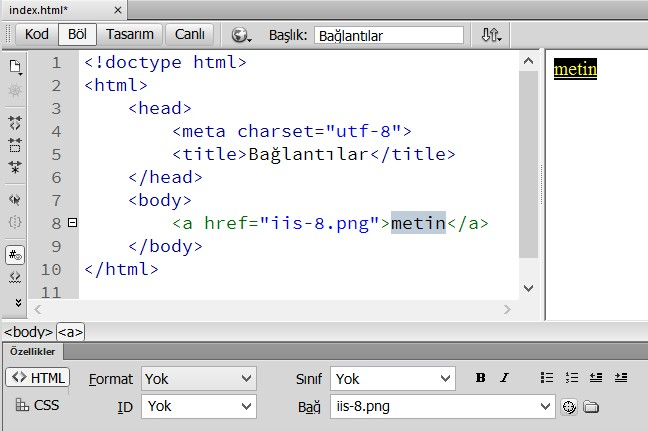 index.html* ×
Kod Böl Tasarım Canlı Başlık: Bağlantılar
1 <!doctype html>
2 <html>
3 <head>
4 <meta charset="utf-8">
5 <title>Bağlantılar</title>
6 </head>
7 <body>
8 <a href="iis-8.png">metin</a>
9 </body>
10 </html>
11
metin
<body> <a>
Özellikler
<> HTML Format Yok Sınıf Yok B I
CSS ID Yok Bağ iis-8.png